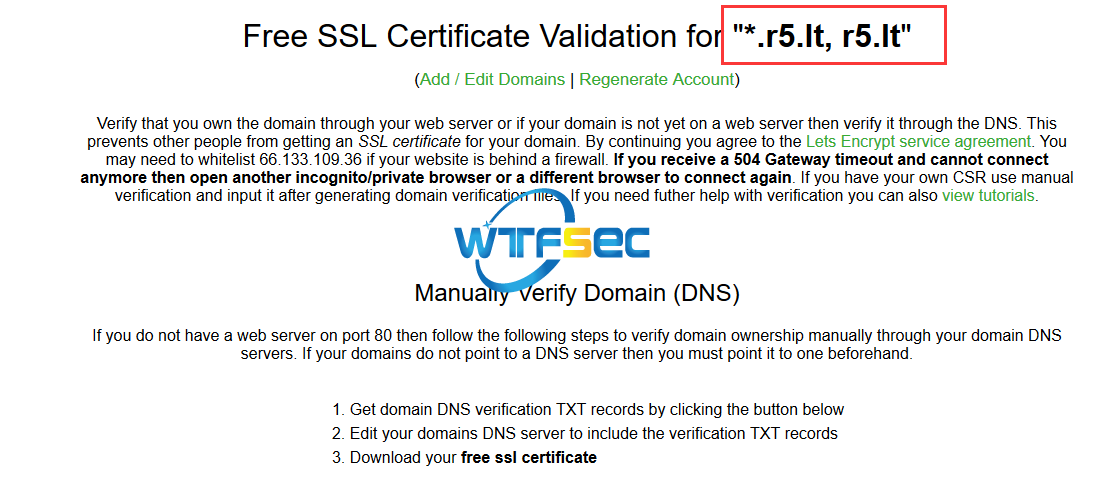 Free SSL Certificate Validation for "*.r5.lt, r5.lt"
(Add / Edit Domains | Regenerate Account)
Verify that you own the domain through your web server or if your domain is not yet on a web server then verify it through the DNS. This
prevents other people from getting an SSL certificate for your domain. By continuing you agree to the Lets Encrypt service agreement. You
may need to whitelist 66.133.109.36 if your website is behind a firewall. If you receive a 504 Gateway timeout and cannot connect
anymore then open another incognito/private browser or a different browser to connect again. If you have your own CSR use manual
verification and input it after generating domain verification files. If you need futher help with verification you can also view tutorials.
WTFSEC
Manually Verify Domain (DNS)
If you do not have a web server on port 80 then follow the following steps to verify domain ownership manually through your domain DNS
servers. If your domains do not point to a DNS server then you must point it to one beforehand.
1. Get domain DNS verification TXT records by clicking the button below
2. Edit your domains DNS server to include the verification TXT records
3. Download your free ssl certificate